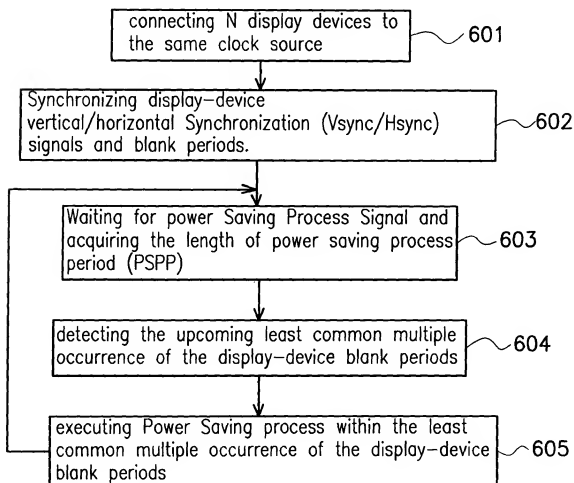 connecting N display devices to
the same clock source
601
Synchronizing display-device
vertical/horizontal Synchronization (Vsync/Hsync)
signals and blank periods.
602
Waiting for power Saving Process Signal and
acquiring the length of power saving process
period (PSPP)
603
detecting the upcoming least common multiple
occurrence of the display-device blank periods
604
executing Power Saving process within the least
common multiple occurrence of the display-device
blank periods
605